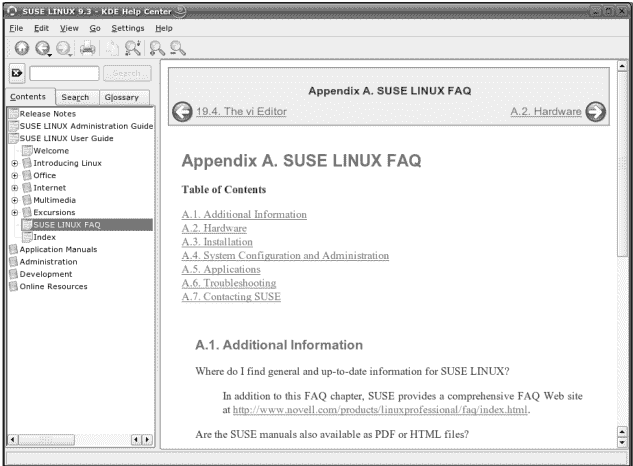 SUSE LINUX 9.3 - KDE Help Center
File Edit View Go Settings Help
Search
Contents Search Glossary
Release Notes
SUSE LINUX Administration Guide
SUSE LINUX User Guide
Welcome
Introducing Linux
Office
Internet
Multimedia
Excursions
SUSE LINUX FAQ
Index
Application Manuals
Administration
Development
Online Resources
Appendix A. SUSE LINUX FAQ
19.4. The vi Editor
A.2. Hardware
Appendix A. SUSE LINUX FAQ
Table of Contents
A.1. Additional Information
A.2. Hardware
A.3. Installation
A.4. System Configuration and Administration
A.5. Applications
A.6. Troubleshooting
A.7. Contacting SUSE
A.1. Additional Information
Where do I find general and up-to-date information for SUSE LINUX?
In addition to this FAQ chapter, SUSE provides a comprehensive FAQ Web site
at http://www.novell.com/products/linuxprofessional/faq/index.html.
Are the SUSE manuals also available as PDF or HTML files?